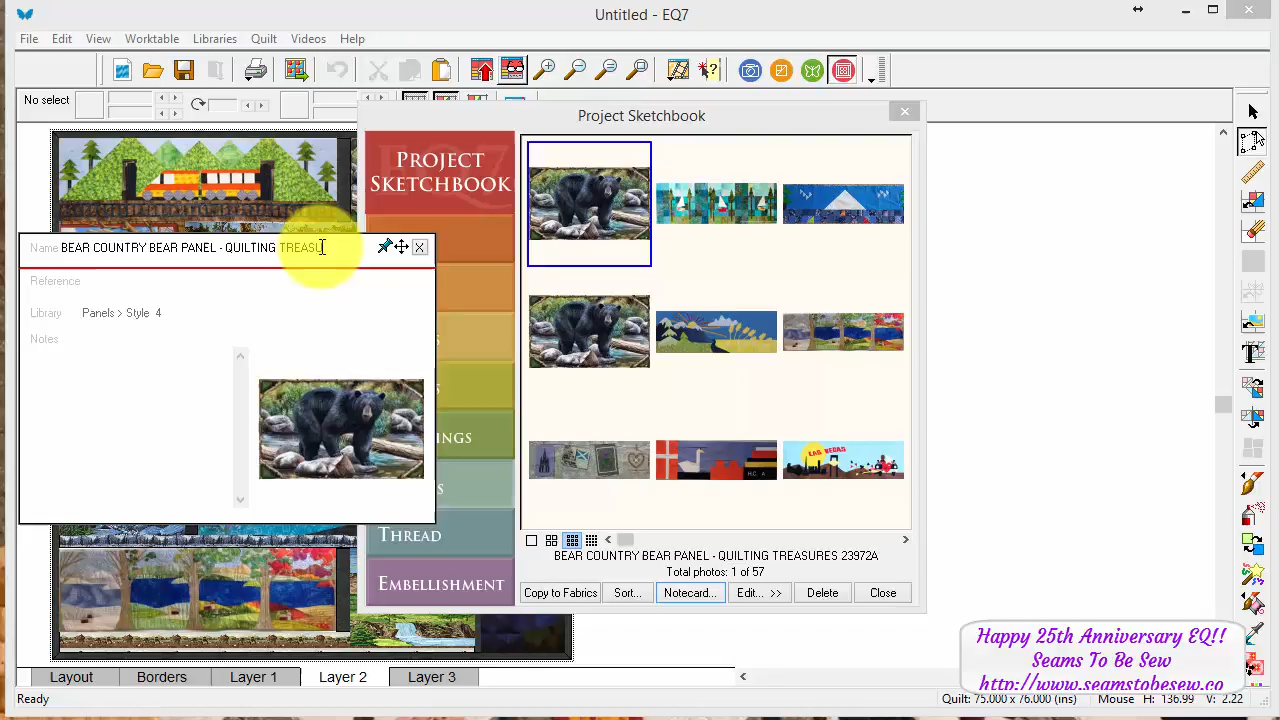 Untitled - EQ7
File Edit View Worktable Libraries Quilt Videos Help
No select
Project Sketchbook
PROJECT
SKETCHBOOK
Name BEAR COUNTRY BEAR PANEL - QUILTING TREASU
Reference
Library Panels > Style 4
Notes
S
S
INGS
S
THREAD
EMBELLISHMENT
LAS VEGAS
H.C. A
BEAR COUNTRY BEAR PANEL - QUILTING TREASURES 23972A
Total photos: 1 of 57
Copy to Fabrics Sort... Notecard... Edit... >> Delete Close
Happy 25th Anniversary EQ!!
Seams To Be Sew
http://www.seamstobesew.co
Layout Borders Layer 1 Layer 2 Layer 3
Ready Quilt: 75.000 x 76.000 (ins) Mouse H: 136.99 V: 2.22